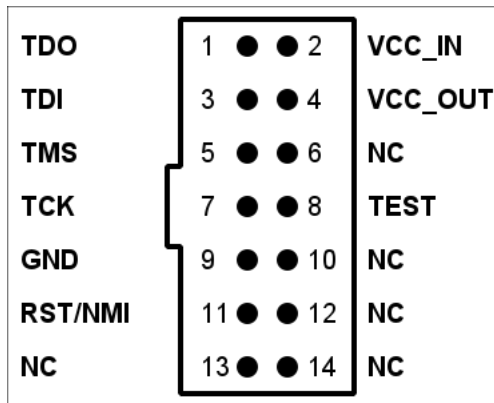 TDO 1 2 VCC_IN
TDI 3 4 VCC_OUT
TMS 5 6 NC
TCK 7 8 TEST
GND 9 10 NC
RST/NMI 11 12 NC
NC 13 14 NC